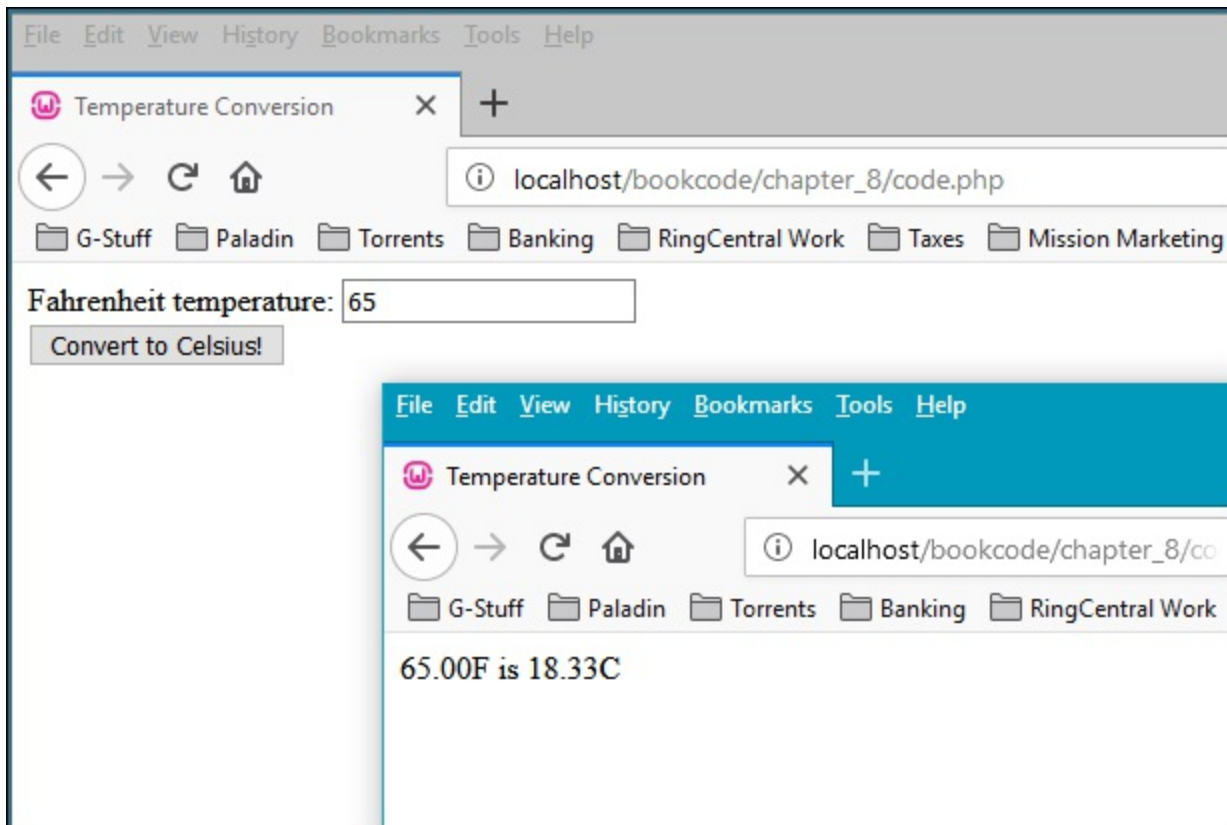 File Edit View History Bookmarks Tools Help
Temperature Conversion
localhost/bookcode/chapter_8/code.php
G-Stuff Paladin Torrents Banking RingCentral Work Taxes Mission Marketing
Fahrenheit temperature: 65
Convert to Celsius!
File Edit View History Bookmarks Tools Help
Temperature Conversion
localhost/bookcode/chapter_8/co
G-Stuff Paladin Torrents Banking RingCentral Work
65.00F is 18.33C